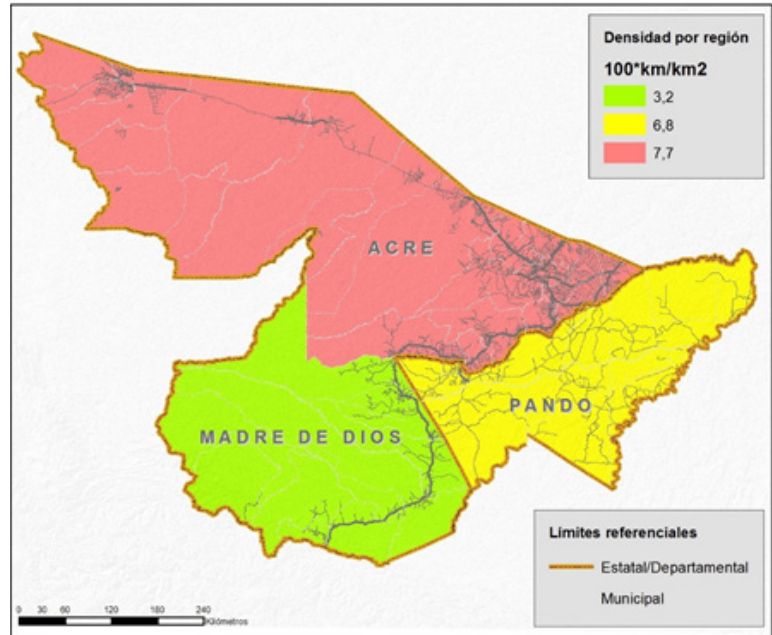 Densidad por región
100*km/km2
3,2
6,8
7,7
ACRE
PANDO
MADRE DE DIOS
Límites referenciales
Estatal/Departamental
Municipal
0 30 60 120 180 240
Kilómetros